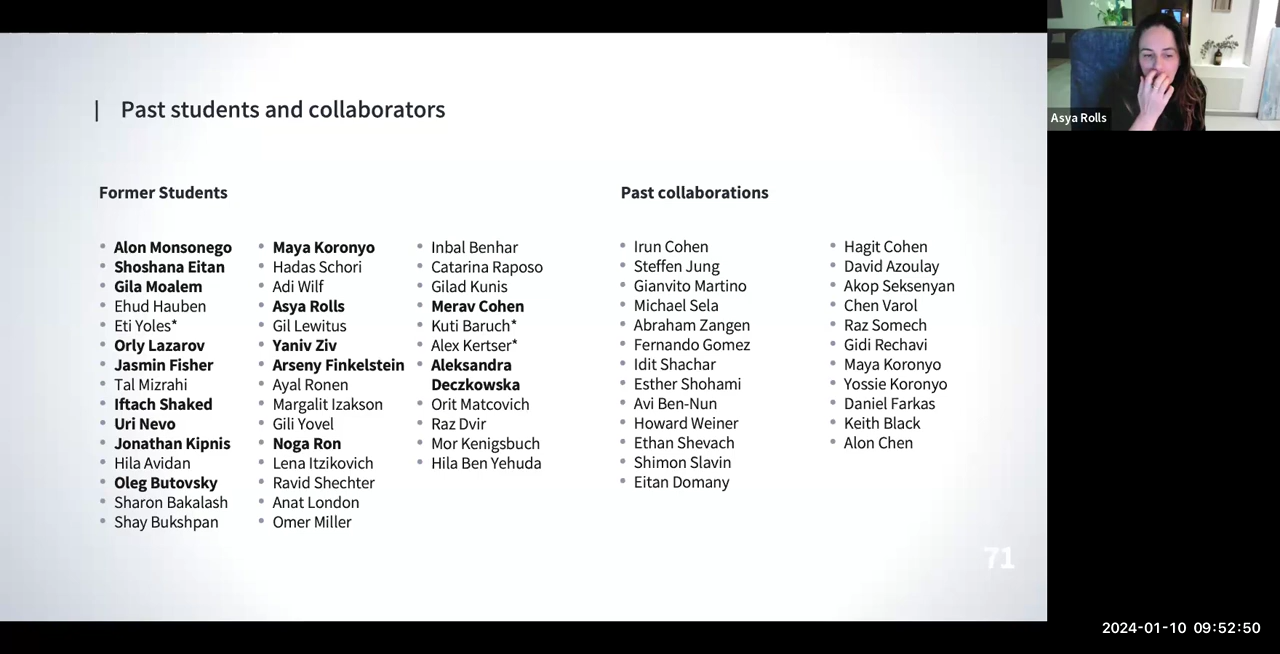 | Past students and collaborators
Former Students
Past collaborations
Alon Monsonego
Shoshana Eitan
Gila Moalem
Ehud Hauben
Eti Yoles*
Orly Lazarov
Jasmin Fisher
Tal Mizrahi
Iftach Shaked
Uri Nevo
Jonathan Kipnis
Hila Avidan
Oleg Butovsky
Sharon Bakalash
Shay Bukshpan
Maya Koronyo
Hadas Schori
Adi Wilf
Asya Rolls
Gil Lewitus
Yaniv Ziv
Arseny Finkelstein
Ayal Ronen
Margalit Izakson
Gili Yovel
Noga Ron
Lena Itzikovich
Ravid Shechter
Anat London
Omer Miller
Inbal Benhar
Catarina Raposo
Gilad Kunis
Merav Cohen
Kuti Baruch*
Alex Kertser*
Aleksandra
Deczkowska
Orit Matcovich
Raz Dvir
Mor Kenigsbuch
Hila Ben Yehuda
Irun Cohen
Steffen Jung
Gianvito Martino
Michael Sela
Abraham Zangen
Fernando Gomez
Idit Shachar
Esther Shohami
Avi Ben-Nun
Howard Weiner
Ethan Shevach
Shimon Slavin
Eitan Domany
Hagit Cohen
David Azoulay
Akop Seksenyan
Chen Varol
Raz Somech
Gidi Rechavi
Maya Koronyo
Yossie Koronyo
Daniel Farkas
Keith Black
Alon Chen
71
Asya Rolls
2024-01-10 09:52:50